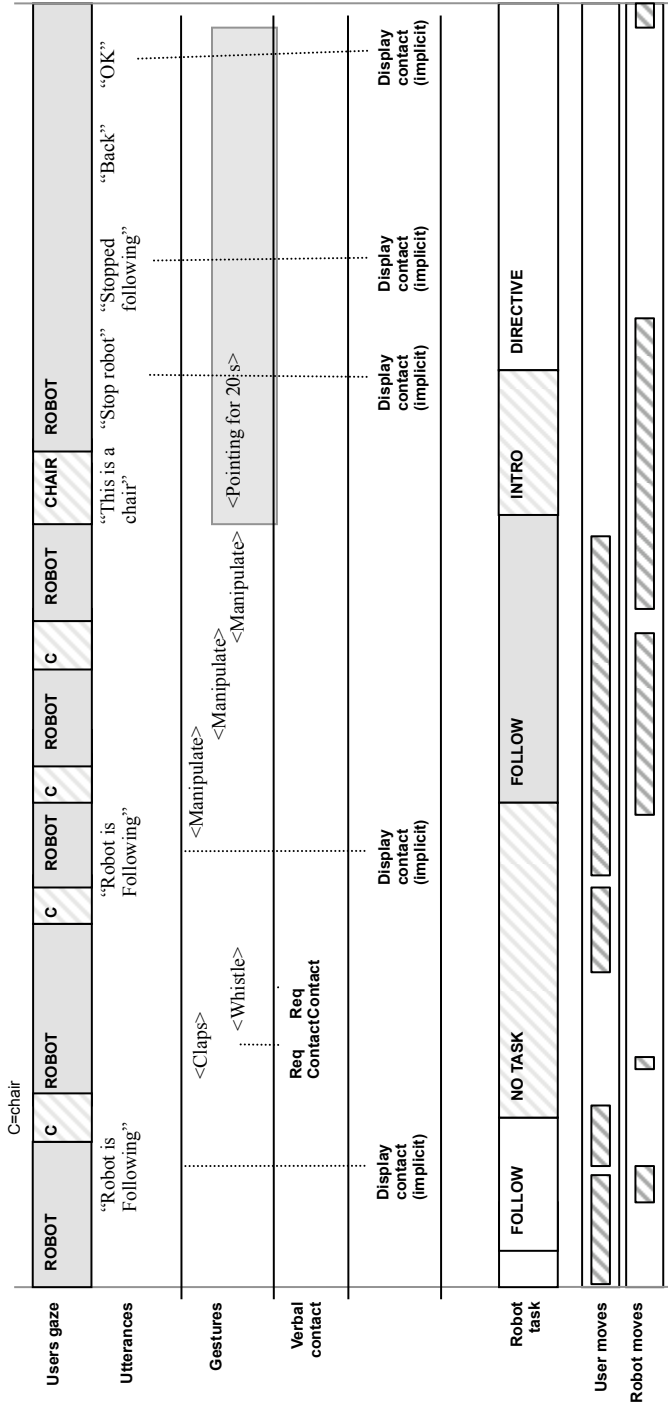 C=chair
Users gaze
ROBOT
C
ROBOT
C
ROBOT
C
ROBOT
C
ROBOT
CHAIR
ROBOT
Utterances
“Robot is
Following”
“Robot is
Following”
“This is a
chair”
“Stop robot”
“Stopped
following”
“Back”
“OK”
Gestures
<Claps>
<Whistle>
<Manipulate>
<Manipulate>
<Manipulate>
<Pointing for 20 s>
Verbal
contact
Req
Contact
Req
Contact
Display
contact
(implicit)
Display
contact
(implicit)
Display
contact
(implicit)
Display
contact
(implicit)
Display
contact
(implicit)
Robot
task
FOLLOW
NO TASK
FOLLOW
INTRO
DIRECTIVE
User moves
Robot moves